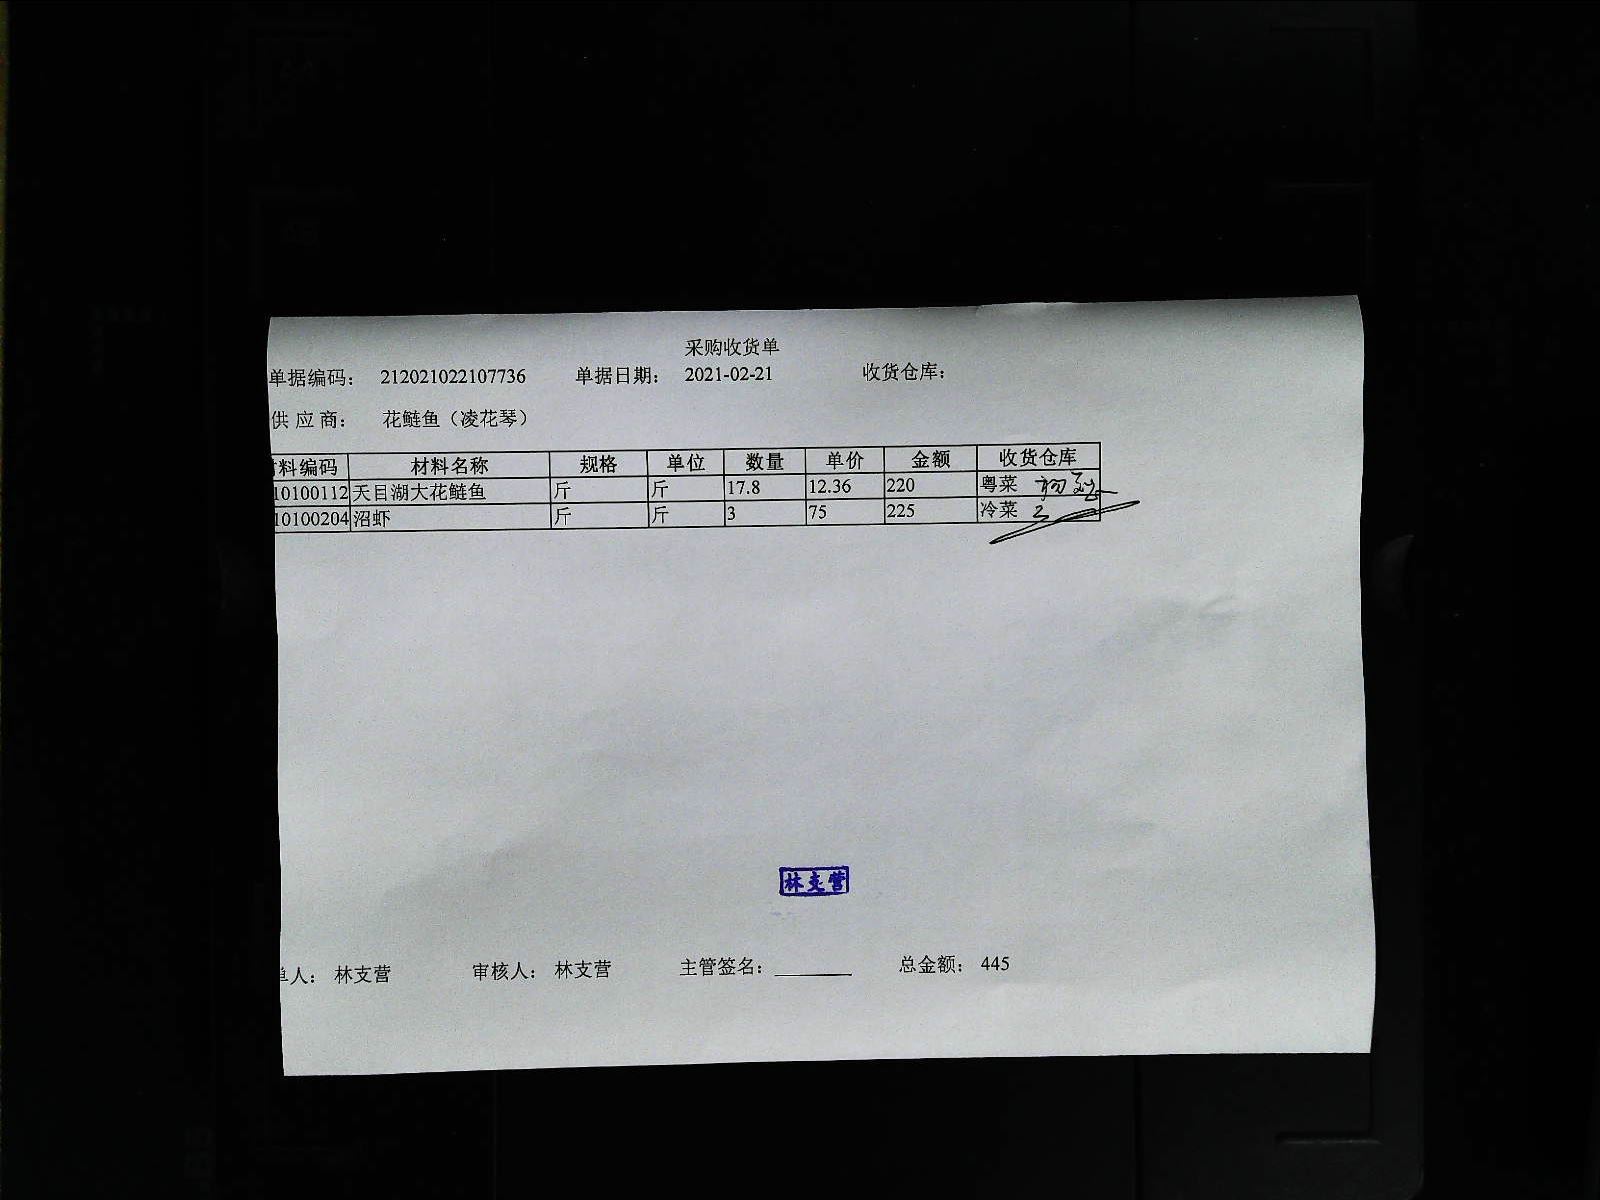 采购收货单
单据编码： 212021022107736 单据日期： 2021-02-21 收货仓库：
供 应 商： 花鲢鱼（凌花琴）
料编码 材料名称 规格 单位 数量 单价 金额 收货仓库
10100112 天目湖大花鲢鱼 斤 斤 17.8 12.36 220 粤菜
10100204 沼虾 斤 斤 3 75 225 冷菜
林支营
单人： 林支营 审核人： 林支营 主管签名： 总金额： 445